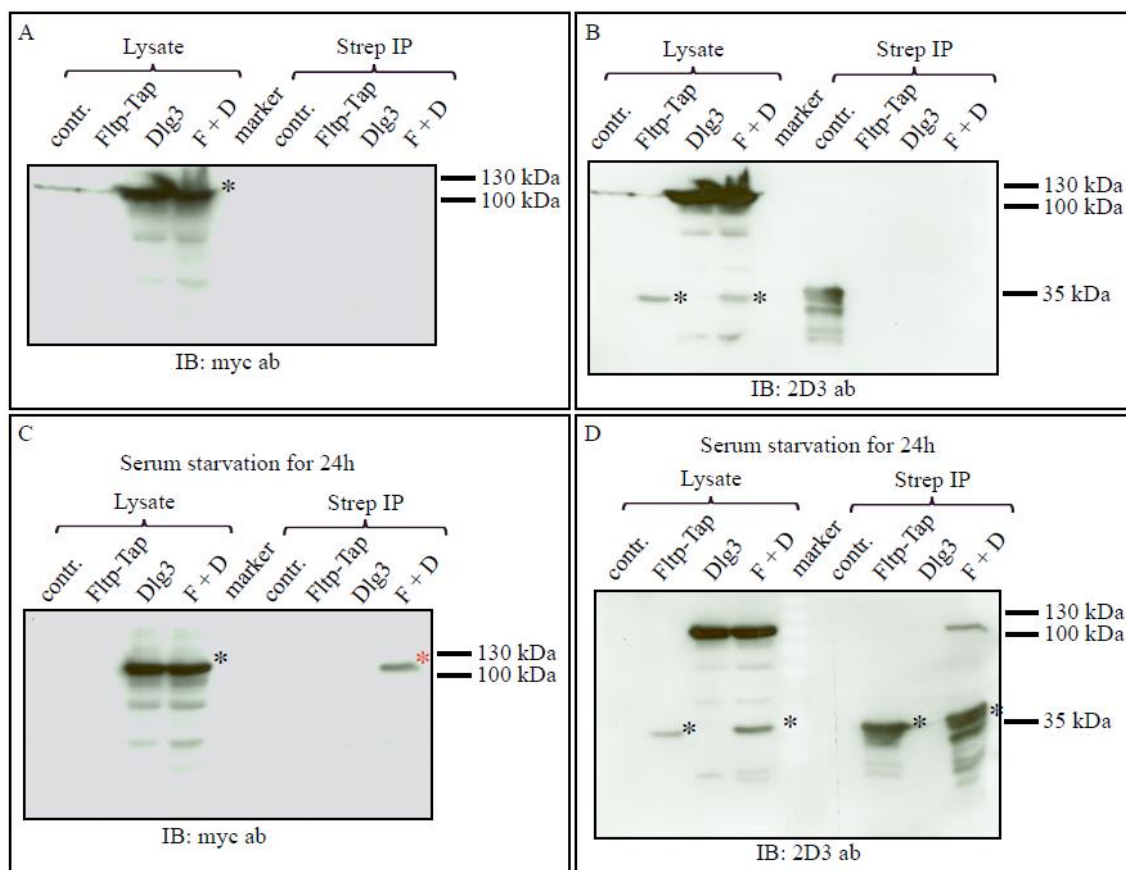 A
Lysate
Strep IP
contr.
Fltp-Tap
Dlg3
F + D
marker
contr.
Fltp-Tap
Dlg3
F + D
*
130 kDa
100 kDa
IB: myc ab
B
Lysate
Strep IP
contr.
Fltp-Tap
Dlg3
F + D
marker
contr.
Fltp-Tap
Dlg3
F + D
130 kDa
100 kDa
* * 35 kDa
IB: 2D3 ab
C
Serum starvation for 24h
Lysate
Strep IP
contr.
Fltp-Tap
Dlg3
F + D
marker
contr.
Fltp-Tap
Dlg3
F + D
* * 130 kDa
100 kDa
IB: myc ab
D
Serum starvation for 24h
Lysate
Strep IP
contr.
Fltp-Tap
Dlg3
F + D
marker
contr.
Fltp-Tap
Dlg3
F + D
130 kDa
100 kDa
* * * * 35 kDa
IB: 2D3 ab